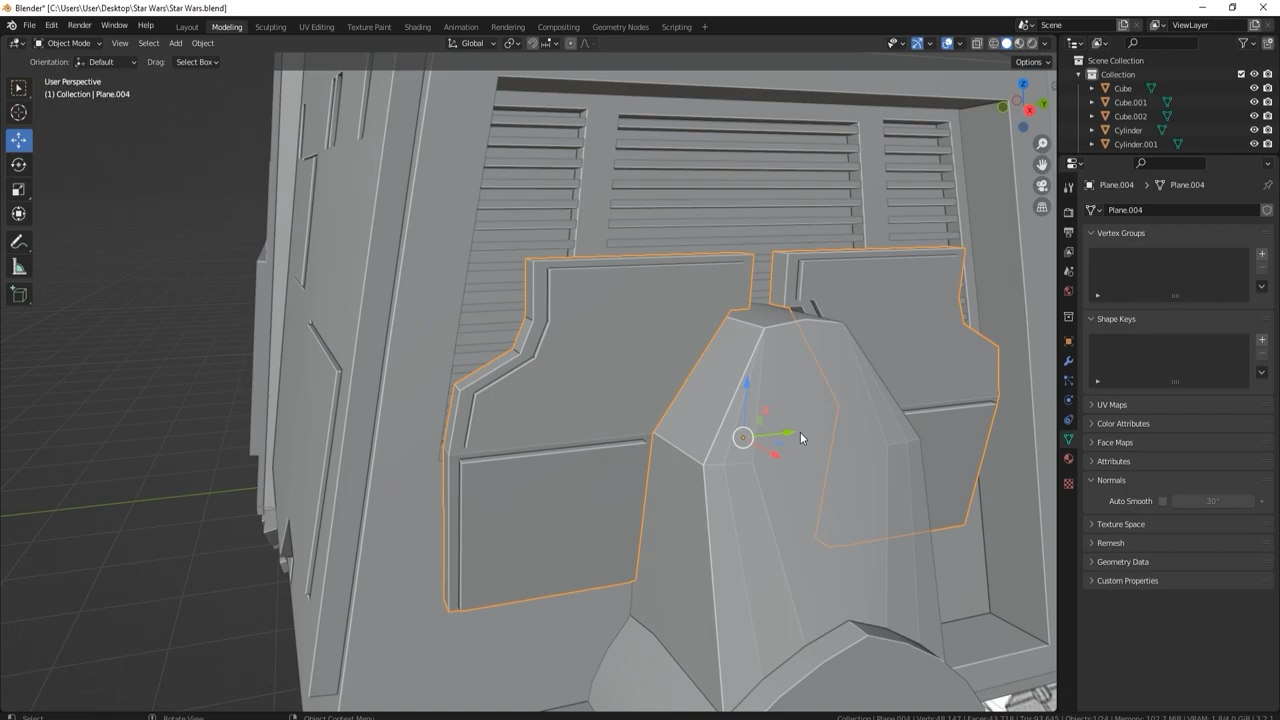 Blender* [C:\Users\User\Desktop\Star Wars\Star Wars.blend]
File Edit Render Window Help Layout Modeling Sculpting UV Editing Texture Paint Shading Animation Rendering Compositing Geometry Nodes Scripting + Scene ViewLayer
Object Mode View Select Add Object Global
Orientation: Default Drag: Select Box Options
User Perspective
(1) Collection | Plane.004
Z
Y
X
Scene Collection
Collection
Cube
Cube.001
Cube.002
Cylinder
Cylinder.001
Plane.004 > Plane.004
Plane.004
Vertex Groups
Shape Keys
UV Maps
Color Attributes
Face Maps
Attributes
Normals
Auto Smooth 30°
Texture Space
Remesh
Geometry Data
Custom Properties
Select Rotate View Object Context Menu